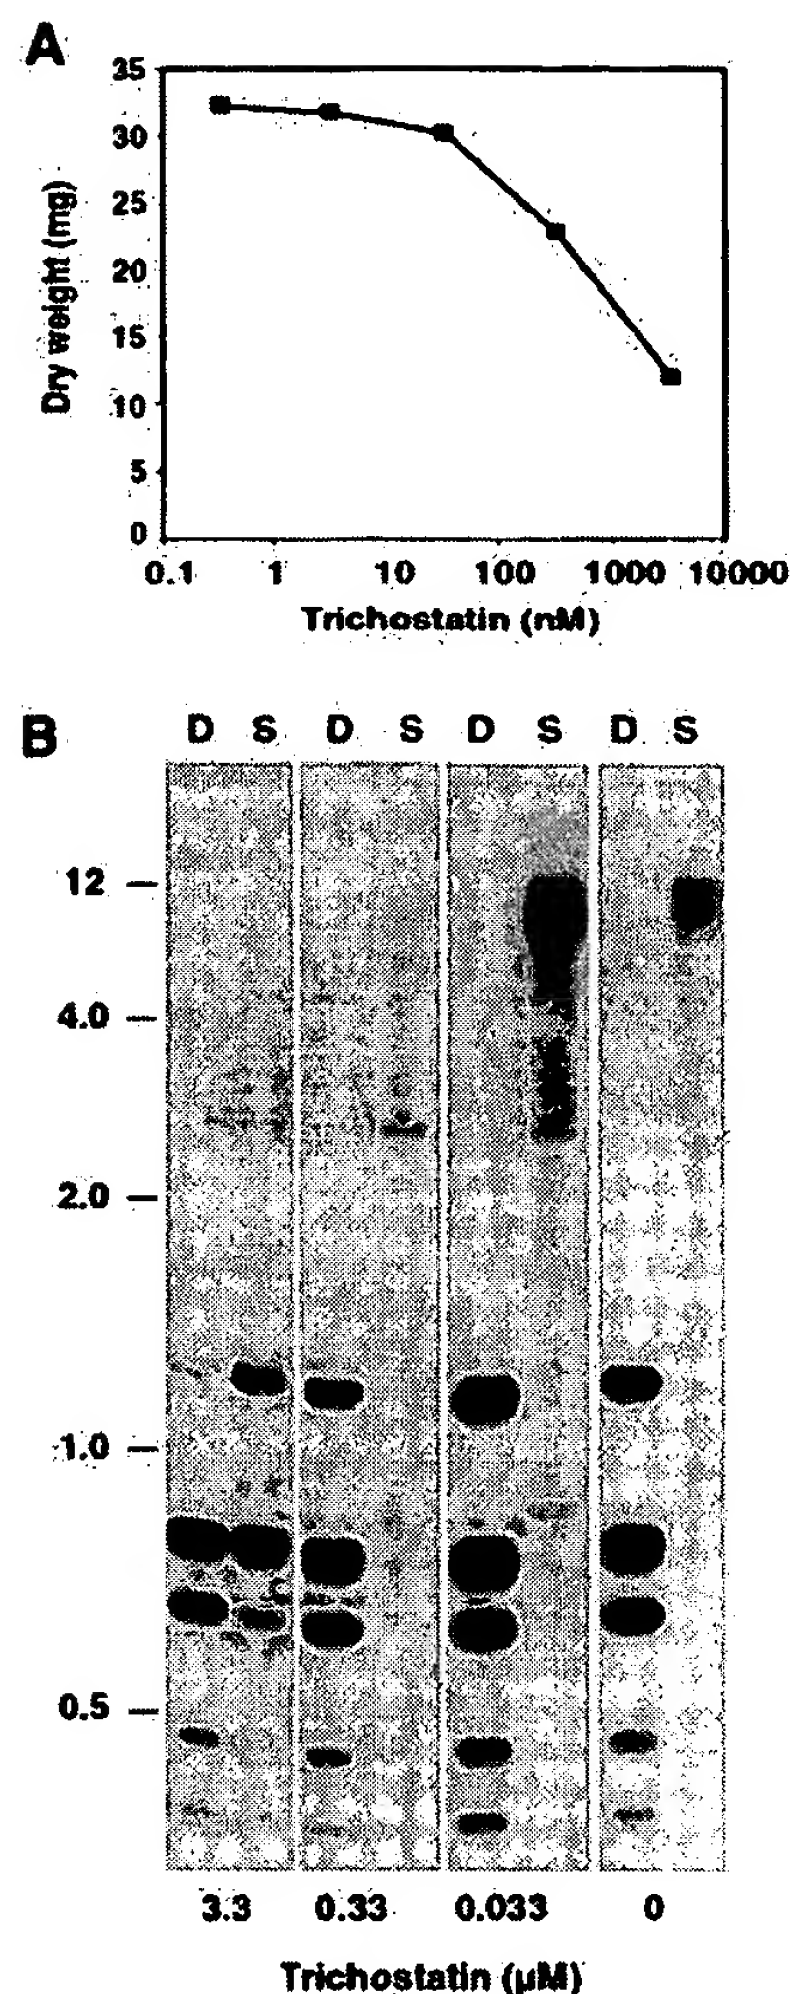 A
35
30
25
20
15
10
5
0
Dry weight (mg)
0.1 1 10 100 1000 10000
Trichostatin (nM)
B D S D S D S D S
12
4.0
2.0
1.0
0.5
3.3 0.33 0.033 0
Trichostatin (µM)